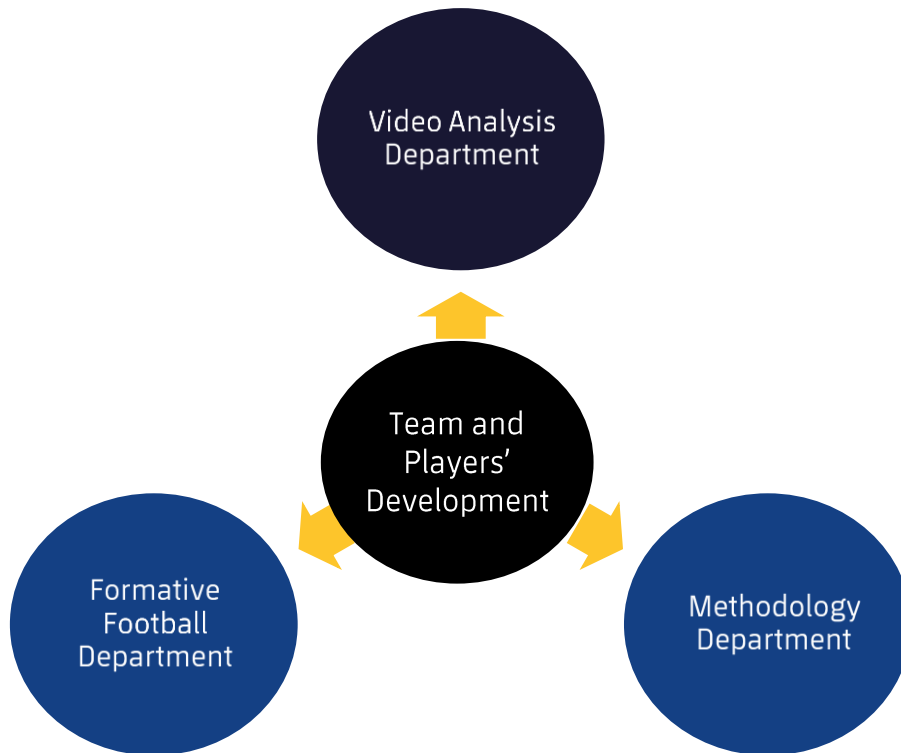 Video Analysis
Department
Team and
Players’
Development
Formative
Football
Department
Methodology
Department